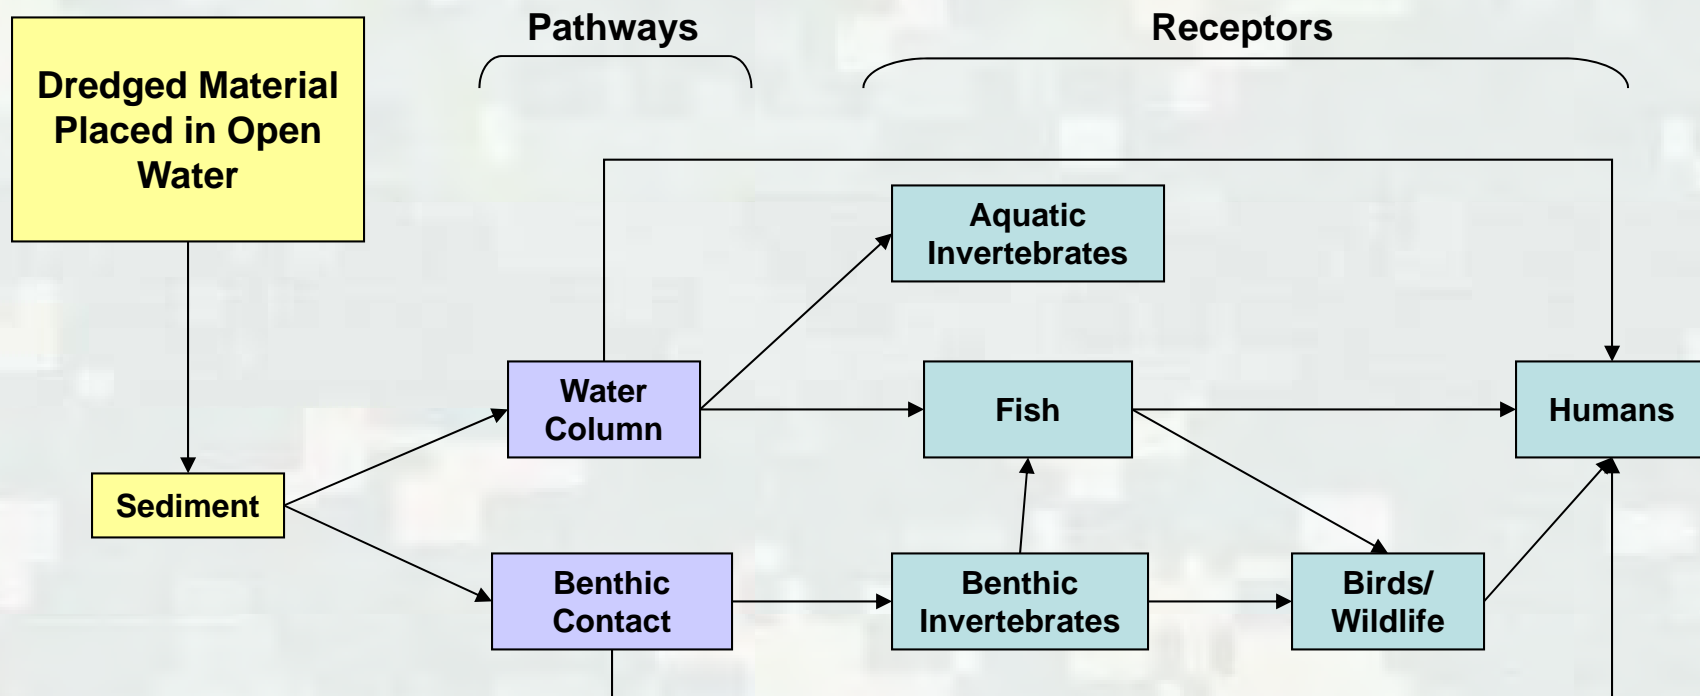 Pathways
Receptors
Dredged Material
Placed in Open
Water
Aquatic
Invertebrates
Water
Column
Fish
Humans
Sediment
Benthic
Contact
Benthic
Invertebrates
Birds/
Wildlife